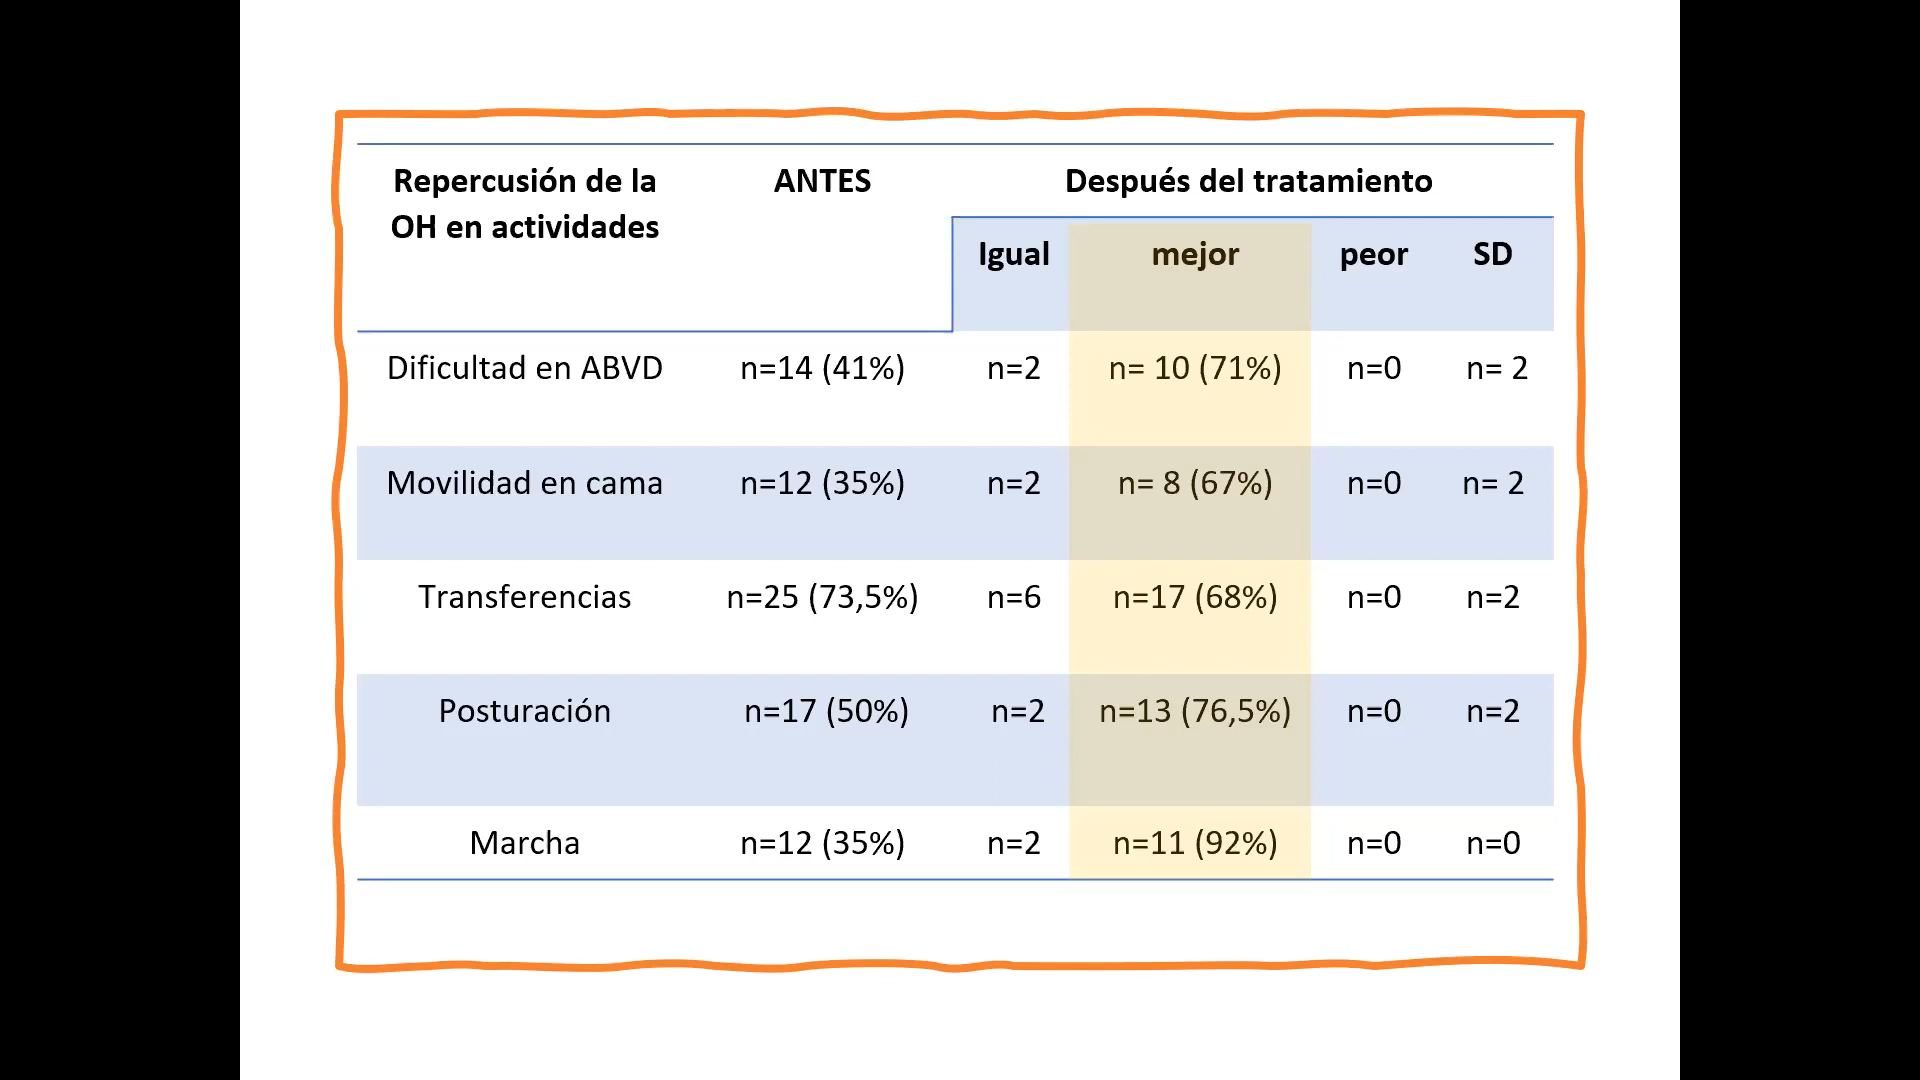 Repercusión de la ANTES Después del tratamiento
OH en actividades
Igual mejor peor SD
Dificultad en ABVD n=14 (41%) n=2 n= 10 (71%) n=0 n= 2
Movilidad en cama n=12 (35%) n=2 n= 8 (67%) n=0 n= 2
Transferencias n=25 (73,5%) n=6 n=17 (68%) n=0 n=2
Posturación n=17 (50%) n=2 n=13 (76,5%) n=0 n=2
Marcha n=12 (35%) n=2 n=11 (92%) n=0 n=0